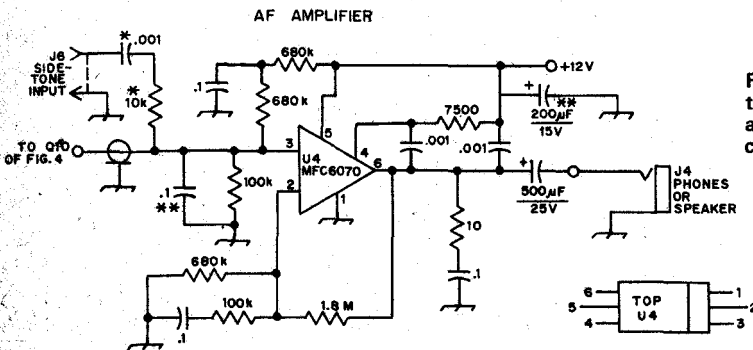 AF AMPLIFIER
J6
SIDE-
TONE
INPUT
* .001
*
10k
680k
.1
680k
+12V
+
200µF **
15V
7500
.001
.001
TO Q10
OF FIG. 4
3
5
4
U4
MFC6070
6
2
1
.1
**
100k
+
500µF
25V
J4
PHONES
OR
SPEAKER
10
.1
680k
100k
.1
1.8 M
6
5
4
TOP
U4
1
2
3
F
t
a
c